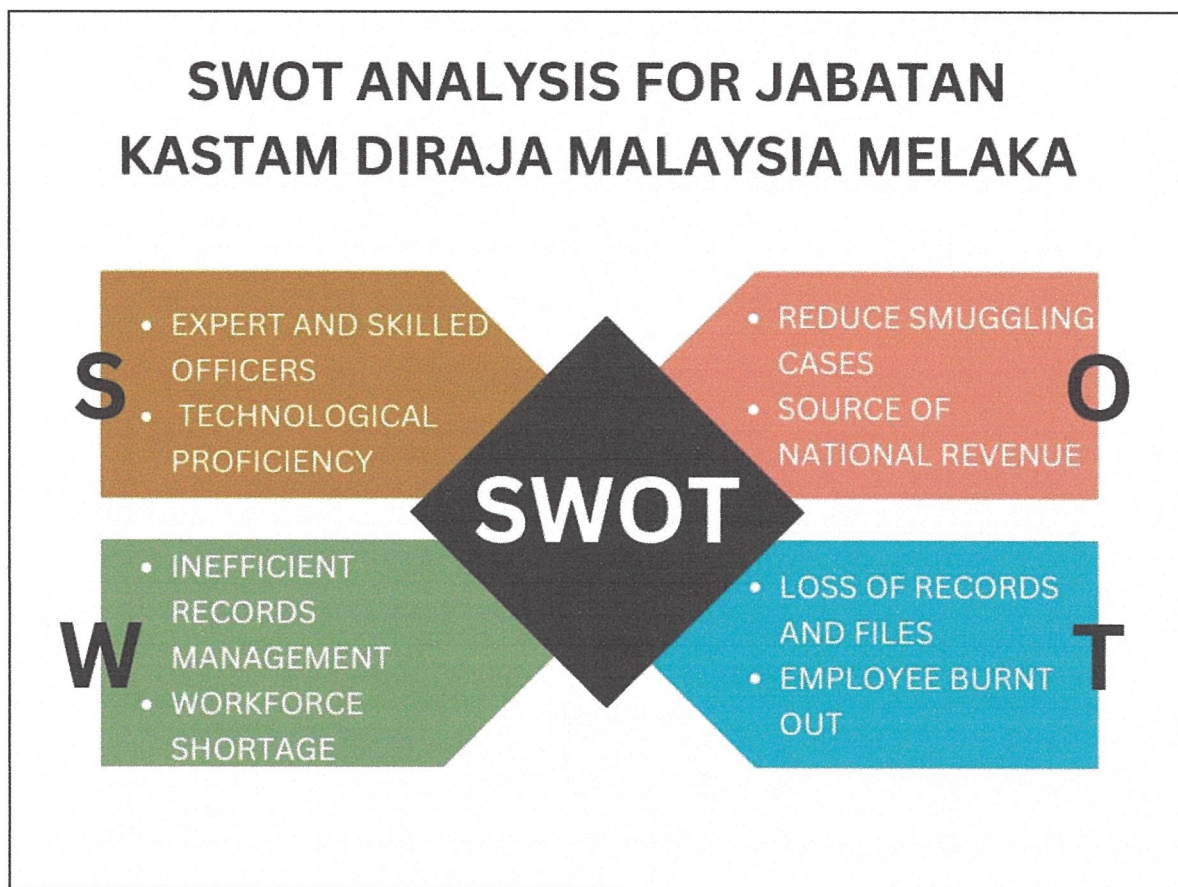 SWOT ANALYSIS FOR JABATAN
KASTAM DIRAJA MALAYSIA MELAKA
S
• EXPERT AND SKILLED
OFFICERS
• TECHNOLOGICAL
PROFICIENCY
O
• REDUCE SMUGGLING
CASES
• SOURCE OF
NATIONAL REVENUE
SWOT
W
• INEFFICIENT
RECORDS
MANAGEMENT
• WORKFORCE
SHORTAGE
T
• LOSS OF RECORDS
AND FILES
• EMPLOYEE BURNT
OUT